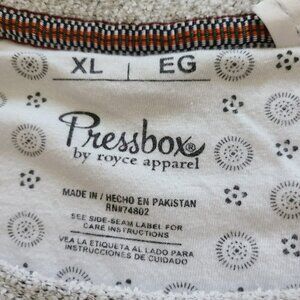 XL | EG
Pressbox®
by royce apparel
MADE IN / HECHO EN PAKISTAN
RN#74802
SEE SIDE-SEAM LABEL FOR
CARE INSTRUCTIONS
VEA LA ETIQUETA AL LADO PARA
INSTRUCCIONES DE CUIDADO